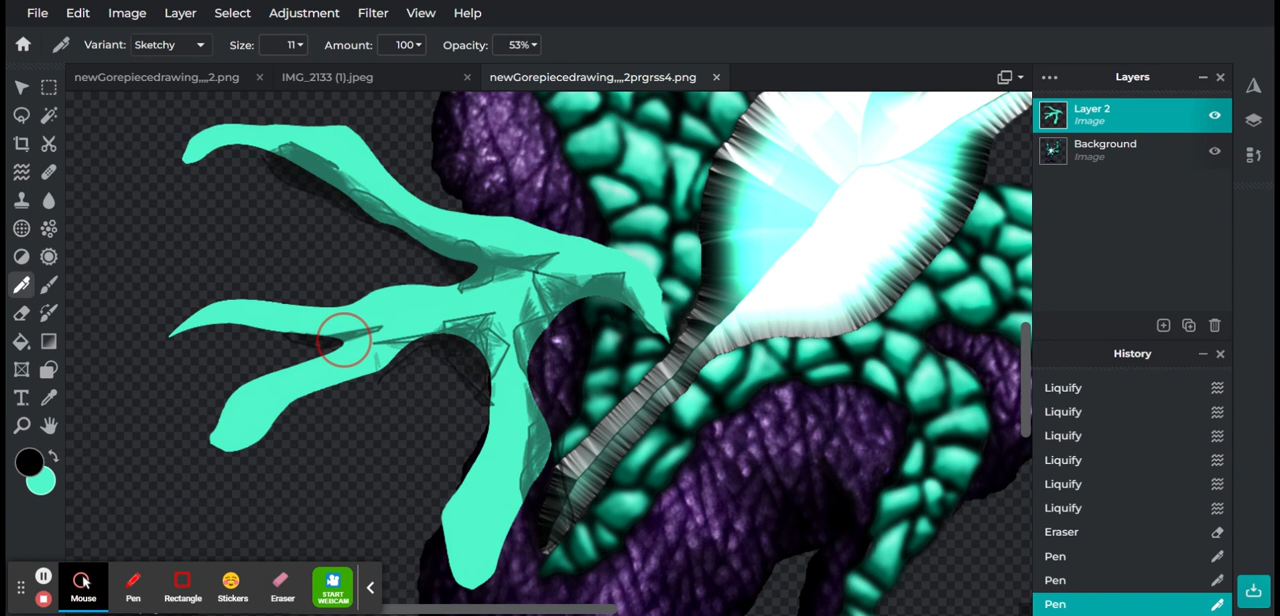 File Edit Image Layer Select Adjustment Filter View Help
Variant: Sketchy Size: 11 Amount: 100 Opacity: 53%
newGorepiecedrawing,,,,2.png IMG_2133 (1).jpeg newGorepiecedrawing,,,,2prgrss4.png
Layers
Layer 2
Image
Background
Image
History
Liquify
Liquify
Liquify
Liquify
Liquify
Liquify
Eraser
Pen
Pen
Pen
Mouse Pen Rectangle Stickers Eraser START
WEBCAM